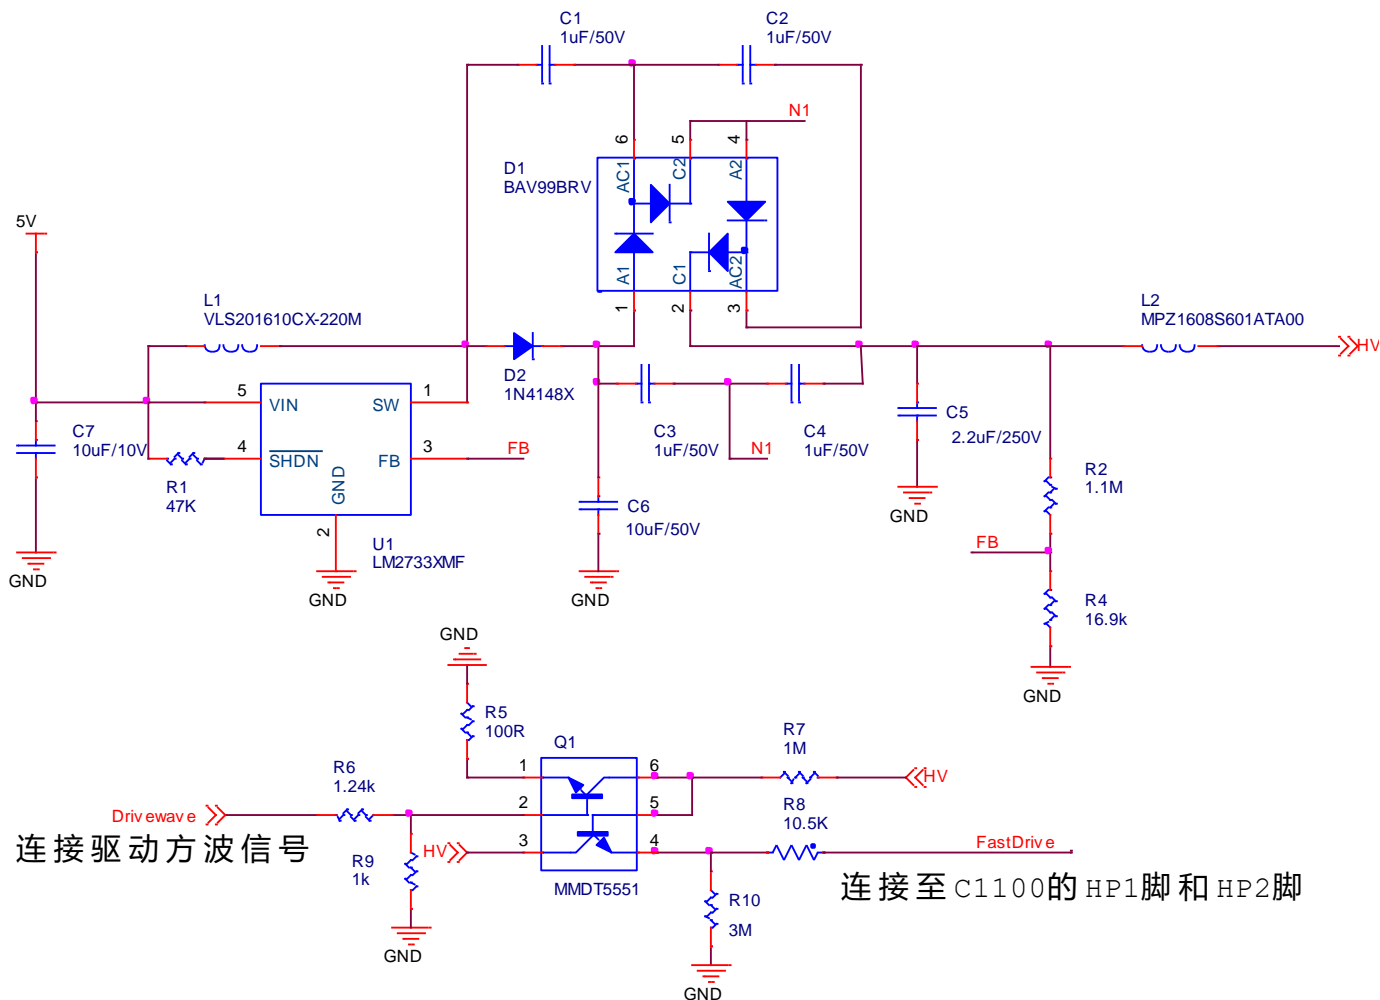 C1
1uF/50V
C2
1uF/50V
N1
6
5
4
D1
BAV99BRV
AC1
C2
A2
A1
C1
AC2
1
2
3
5V
L1
VLS201610CX-220M
L2
MPZ1608S601ATA00
HV
D2
1N4148X
5
VIN
SW
1
4
SHDN
FB
3
FB
GND
2
C7
10uF/10V
R1
47K
U1
LM2733XMF
C3
1uF/50V
N1
C4
1uF/50V
C5
2.2uF/250V
C6
10uF/50V
R2
1.1M
FB
R4
16.9k
GND
GND
GND
GND
GND
GND
R5
100R
Q1
R7
1M
HV
R6
1.24k
1
2
3
6
5
4
Drivewave
连接驱动方波信号
R9
1k
HV
MMDT5551
R8
10.5K
FastDrive
连接至C1100的HP1脚和HP2脚
R10
3M
GND
GND